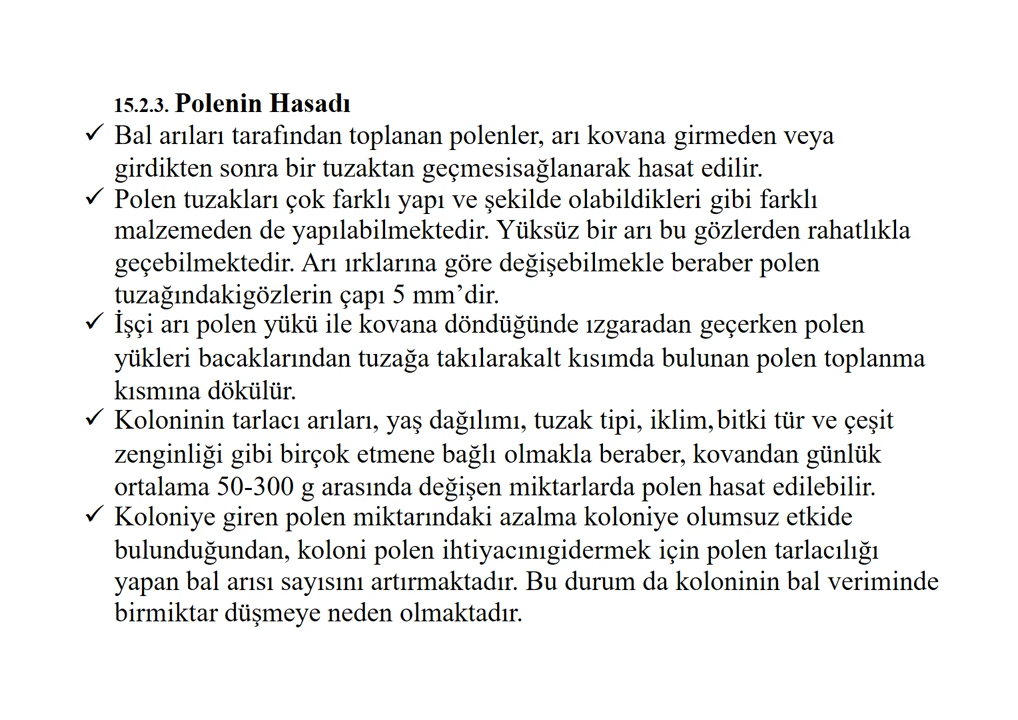 15.2.3. Polenin Hasadı
✓ Bal arıları tarafından toplanan polenler, arı kovana girmeden veya
girdikten sonra bir tuzaktan geçmesisağlanarak hasat edilir.
✓ Polen tuzakları çok farklı yapı ve şekilde olabildikleri gibi farklı
malzemeden de yapılabilmektedir. Yüksüz bir arı bu gözlerden rahatlıkla
geçebilmektedir. Arı ırklarına göre değişebilmekle beraber polen
tuzağındakigözlerin çapı 5 mm’dir.
✓ İşçi arı polen yükü ile kovana döndüğünde ızgaradan geçerken polen
yükleri bacaklarından tuzağa takılarakalt kısımda bulunan polen toplanma
kısmına dökülür.
✓ Koloninin tarlacı arıları, yaş dağılımı, tuzak tipi, iklim, bitki tür ve çeşit
zenginliği gibi birçok etmene bağlı olmakla beraber, kovandan günlük
ortalama 50-300 g arasında değişen miktarlarda polen hasat edilebilir.
✓ Koloniye giren polen miktarındaki azalma koloniye olumsuz etkide
bulunduğundan, koloni polen ihtiyacınıgidermek için polen tarlacılığı
yapan bal arısı sayısını artırmaktadır. Bu durum da koloninin bal veriminde
birmiktar düşmeye neden olmaktadır.